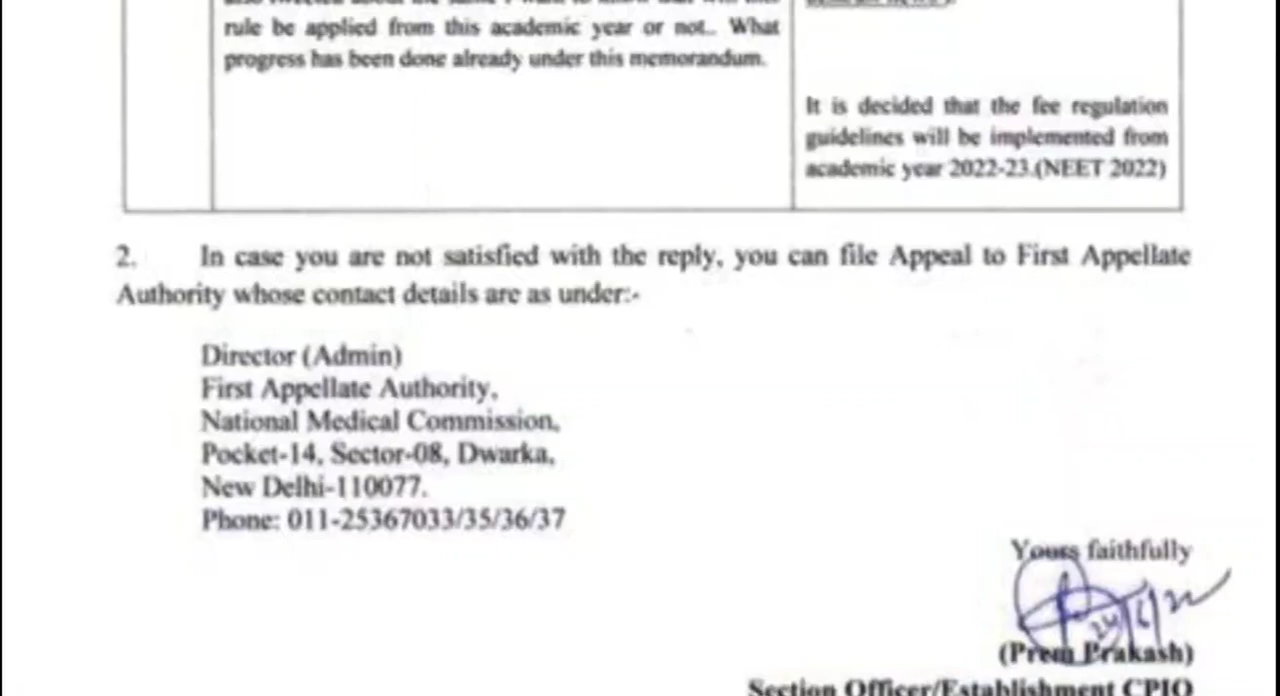 rule be applied from this academic year or not.. What
progress has been done already under this memorandum.
It is decided that the fee regulation
guidelines will be implemented from
academic year 2022-23.(NEET 2022)
2. In case you are not satisfied with the reply, you can file Appeal to First Appellate
Authority whose contact details are as under:-
Director (Admin)
First Appellate Authority,
National Medical Commission,
Pocket-14, Sector-08, Dwarka,
New Delhi-110077.
Phone: 011-25367033/35/36/37
Yours faithfully
24/6/22
(Prem Prakash)
Section Officer/Establishment CPIO